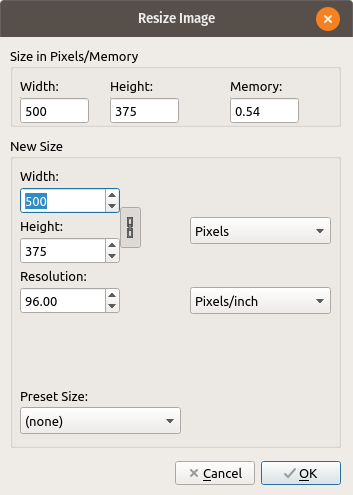 Resize Image
Size in Pixels/Memory
Width: Height: Memory:
500 375 0.54
New Size
Width:
500
Height:
Pixels
375
Resolution:
96.00 Pixels/inch
Preset Size:
(none)
Cancel OK